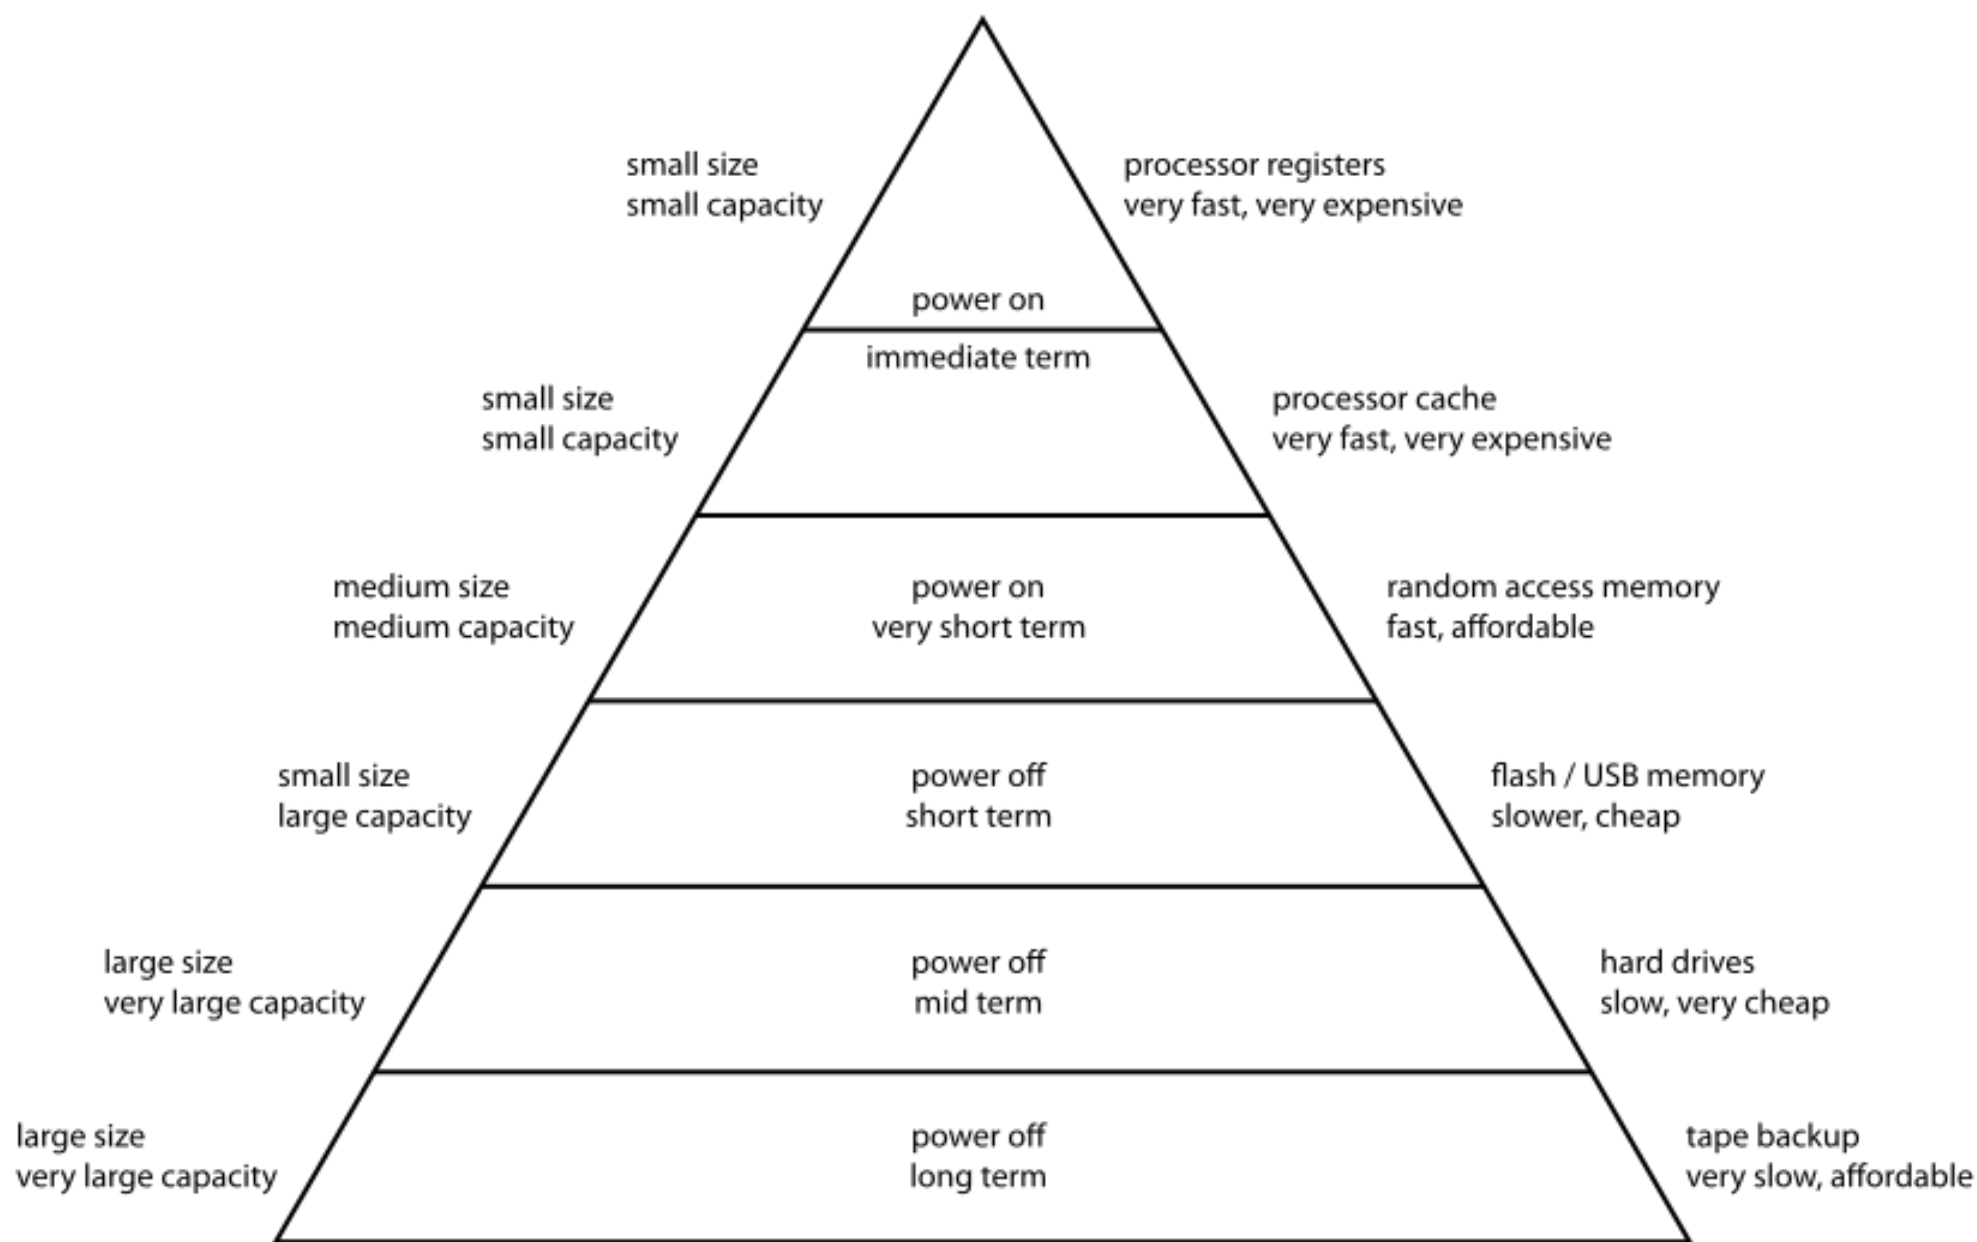 small size
small capacity
processor registers
very fast, very expensive
power on
immediate term
small size
small capacity
processor cache
very fast, very expensive
medium size
medium capacity
power on
very short term
random access memory
fast, affordable
small size
large capacity
power off
short term
flash / USB memory
slower, cheap
large size
very large capacity
power off
mid term
hard drives
slow, very cheap
large size
very large capacity
power off
long term
tape backup
very slow, affordable